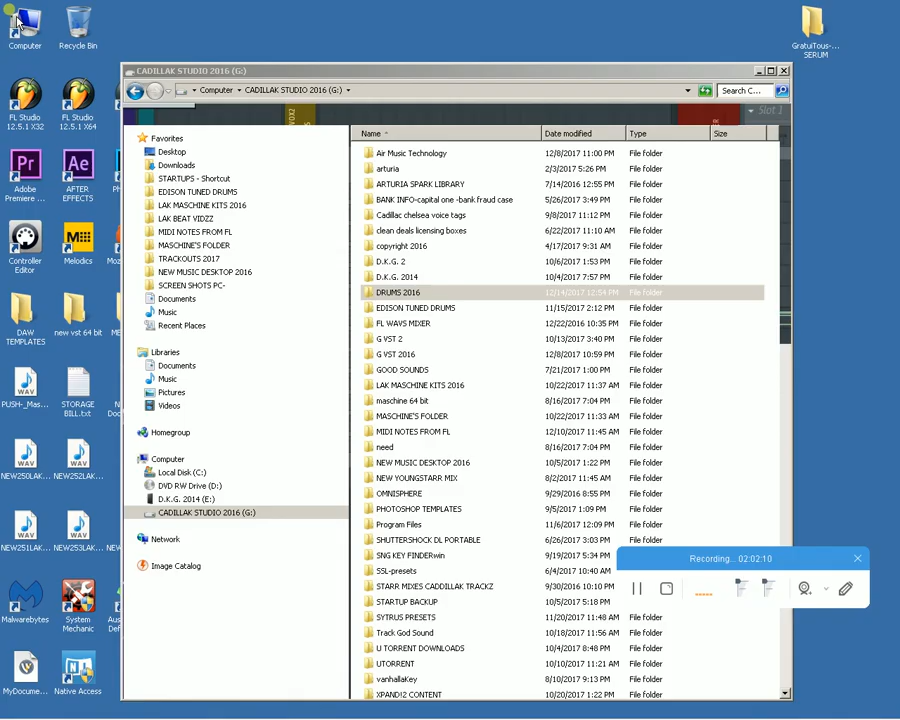 Computer
Recycle Bin
GratuiTous-...
SERUM
FL Studio
12.5.1 X32
FL Studio
12.5.1 X64
Adobe
Premiere ...
AFTER
EFFECTS
Controller
Editor
Melodics
DAW
TEMPLATES
new vst 64 bit
PUSH-_Mas...
STORAGE
BILL.txt
NEW250LAK...
NEW252LAK...
NEW251LAK...
NEW253LAK...
Malwarebytes
System
Mechanic
MyDocume...
Native Access
CADILLAK STUDIO 2016 (G:)
Computer CADILLAK STUDIO 2016 (G:)
Search C...
VOX2
Slot 1
Favorites
Desktop
Downloads
STARTUPS - Shortcut
EDISON TUNED DRUMS
LAK MASCHINE KITS 2016
LAK BEAT VIDZZ
MIDI NOTES FROM FL
MASCHINE'S FOLDER
TRACKOUTS 2017
NEW MUSIC DESKTOP 2016
SCREEN SHOTS PC-
Documents
Music
Recent Places
Libraries
Documents
Music
Pictures
Videos
Homegroup
Computer
Local Disk (C:)
DVD RW Drive (D:)
D.K.G. 2014 (E:)
CADILLAK STUDIO 2016 (G:)
Network
Image Catalog
Name Date modified Type Size
Air Music Technology 12/8/2017 11:00 PM File folder
arturia 2/3/2017 5:26 PM File folder
ARTURIA SPARK LIBRARY 7/14/2016 12:55 PM File folder
BANK INFO-capital one -bank fraud case 5/26/2017 3:49 PM File folder
Cadillac chelsea voice tags 9/8/2017 11:12 PM File folder
clean deals licensing boxes 6/22/2017 11:10 AM File folder
copyright 2016 4/17/2017 9:31 AM File folder
D.K.G. 2 10/6/2017 1:53 PM File folder
D.K.G. 2014 10/4/2017 7:57 PM File folder
DRUMS 2016 12/14/2017 12:54 PM File folder
EDISON TUNED DRUMS 11/15/2017 2:12 PM File folder
FL WAVS MIXER 12/22/2016 10:35 PM File folder
G VST 2 10/13/2017 3:40 PM File folder
G VST 2016 12/8/2017 10:59 PM File folder
GOOD SOUNDS 7/21/2017 1:00 PM File folder
LAK MASCHINE KITS 2016 10/22/2017 11:37 AM File folder
maschine 64 bit 8/16/2017 7:04 PM File folder
MASCHINE'S FOLDER 10/22/2017 11:33 AM File folder
MIDI NOTES FROM FL 12/10/2017 11:45 AM File folder
need 8/16/2017 7:04 PM File folder
NEW MUSIC DESKTOP 2016 10/5/2017 1:22 PM File folder
NEW YOUNGSTARR MIX 8/2/2017 11:45 AM File folder
OMNISPHERE 9/29/2016 8:55 PM File folder
PHOTOSHOP TEMPLATES 9/5/2017 1:09 PM File folder
Program Files 11/6/2017 12:09 PM File folder
SHUTTERSHOCK DL PORTABLE 6/26/2017 3:03 PM File folder
SNG KEY FINDERwin 9/19/2017 5:34 PM File folder
SSL-presets 6/4/2017 10:40 AM
STARR MIXES CADDILLAK TRACKZ 9/30/2016 10:10 PM
STARTUP BACKUP 10/2/2017 5:18 PM
SYTRUS PRESETS 11/20/2017 11:48 AM File folder
Track God Sound 10/18/2017 11:56 AM File folder
U TORRENT DOWNLOADS 10/4/2017 8:48 PM File folder
UTORRENT 10/10/2017 11:21 AM File folder
vanhallaKey 8/10/2017 9:13 PM File folder
XPAND!2 CONTENT 10/20/2017 1:22 PM File folder
Recording... 02:02:10